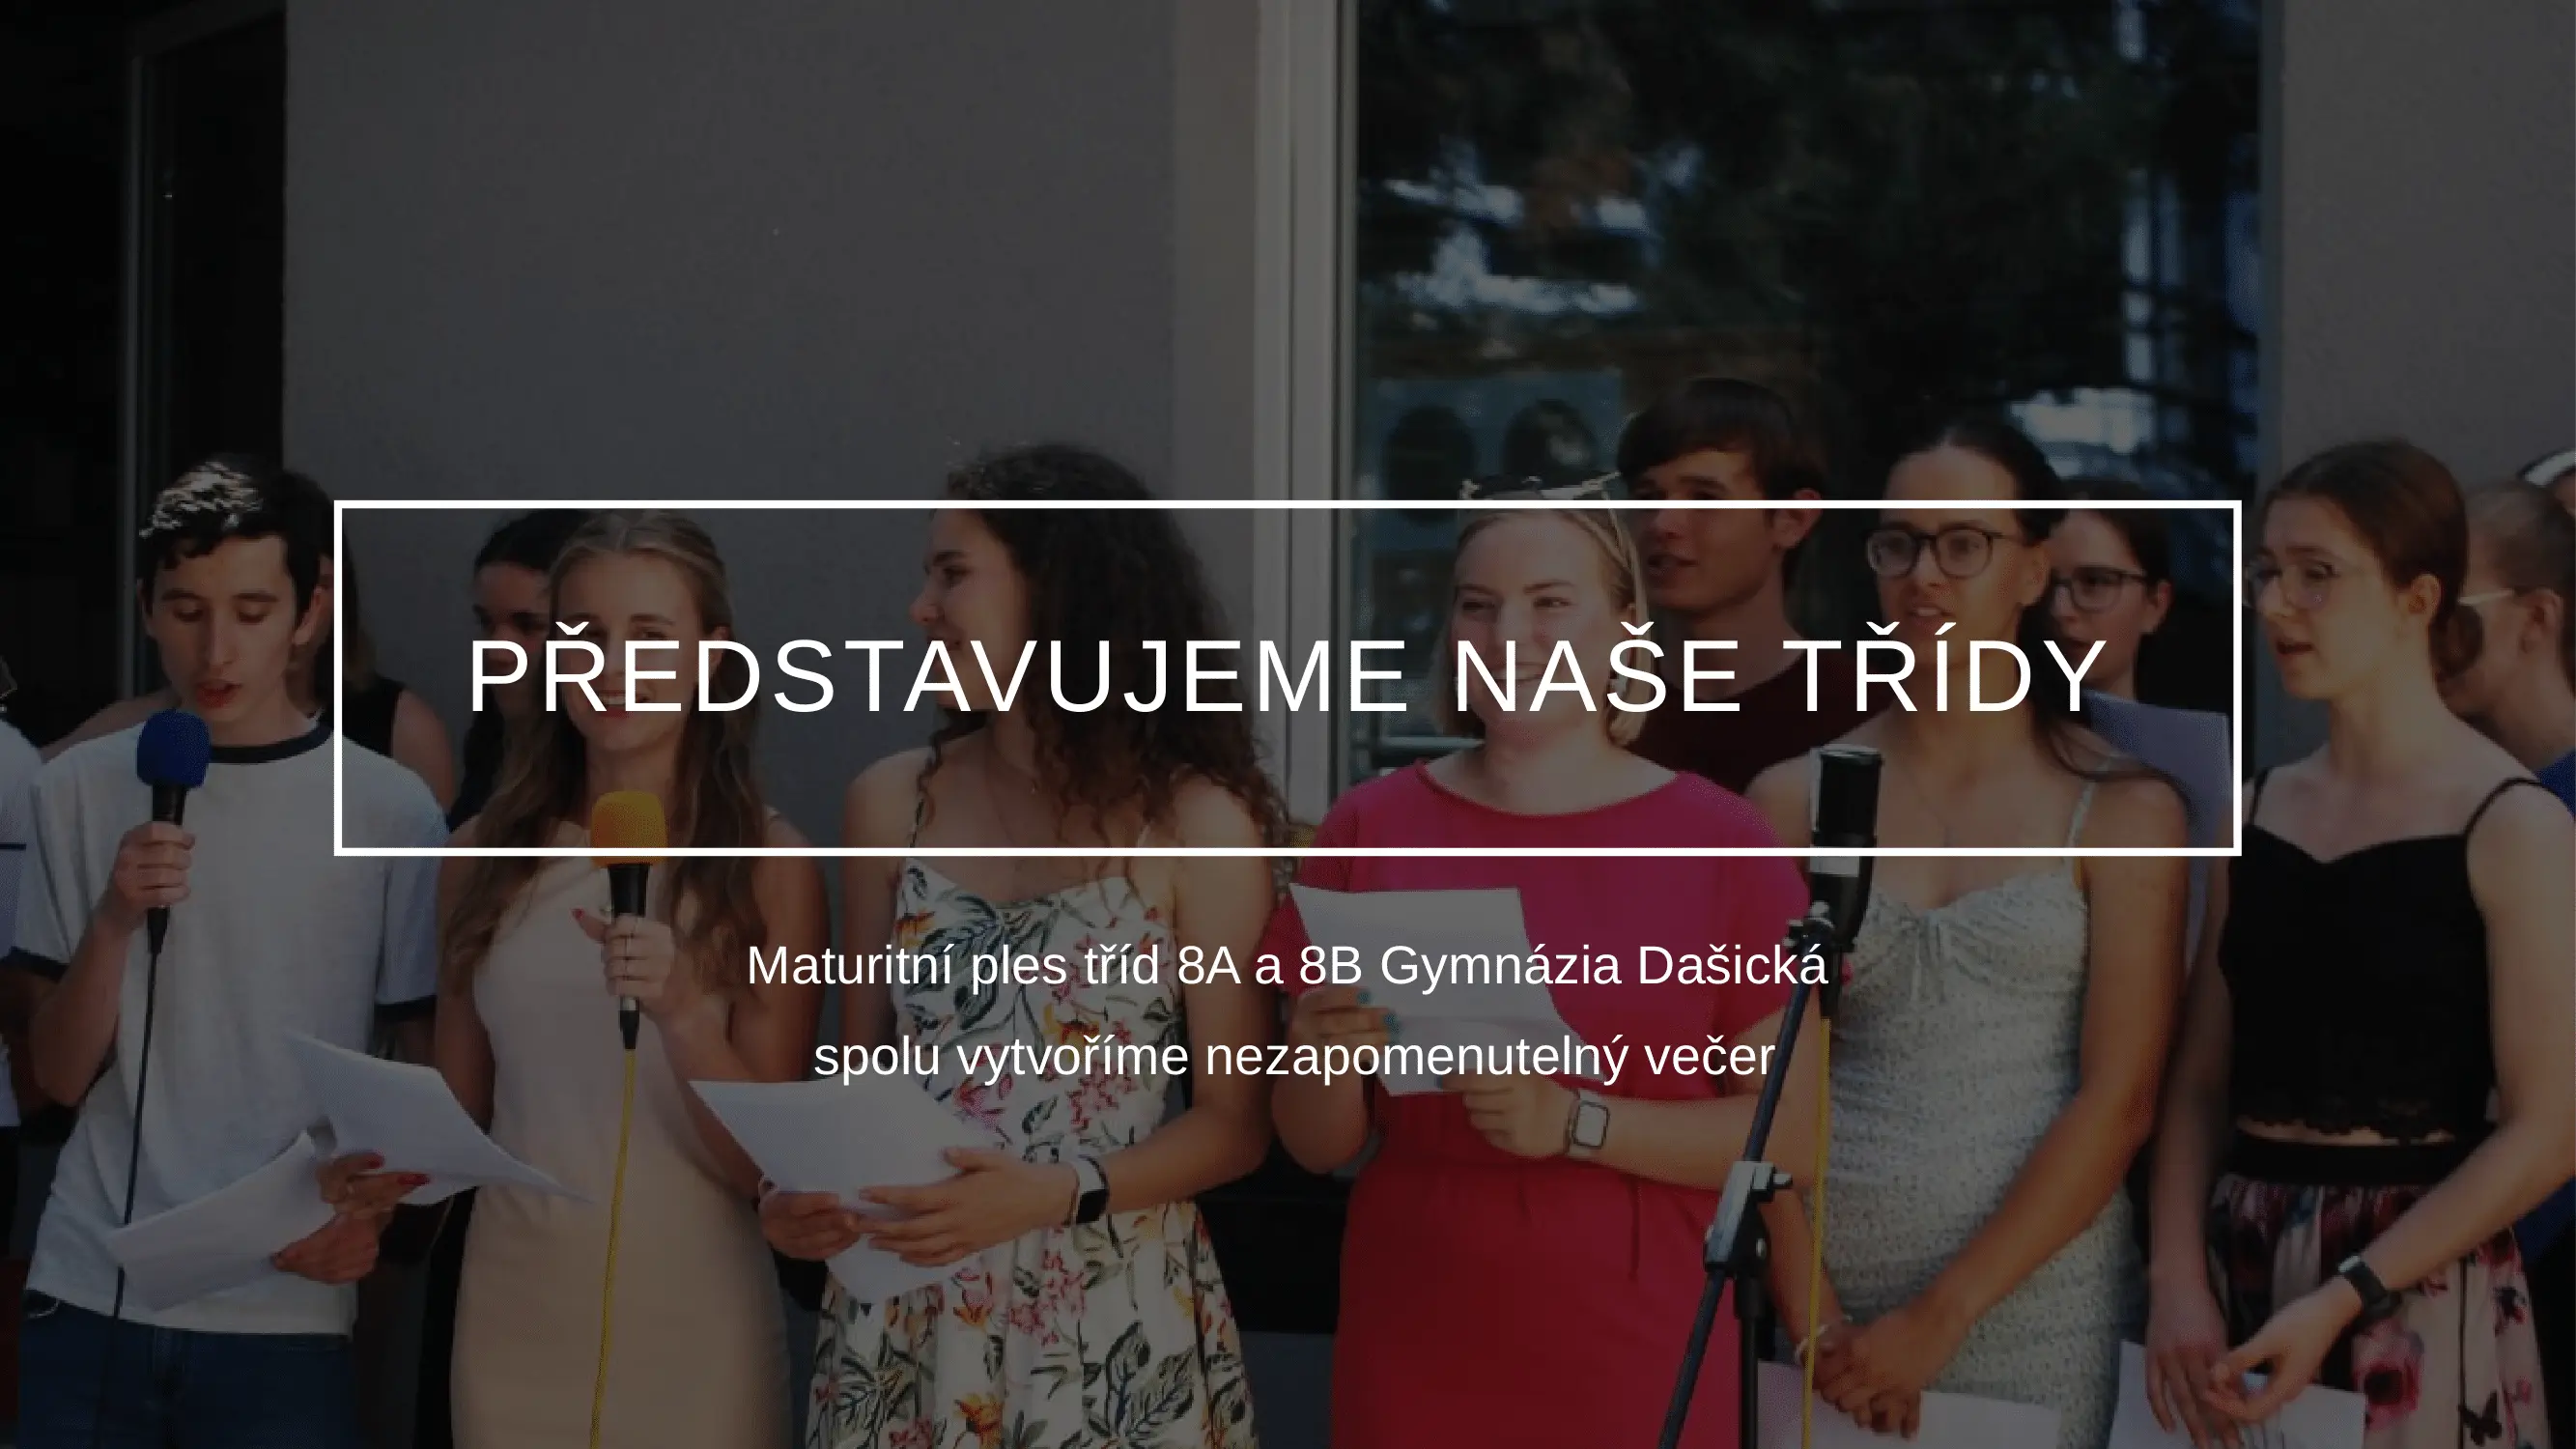 PŘEDSTAVUJEME NAŠE TŘÍDY
Maturitní ples tříd 8A a 8B Gymnázia Dašická
spolu vytvoříme nezapomenutelný večer